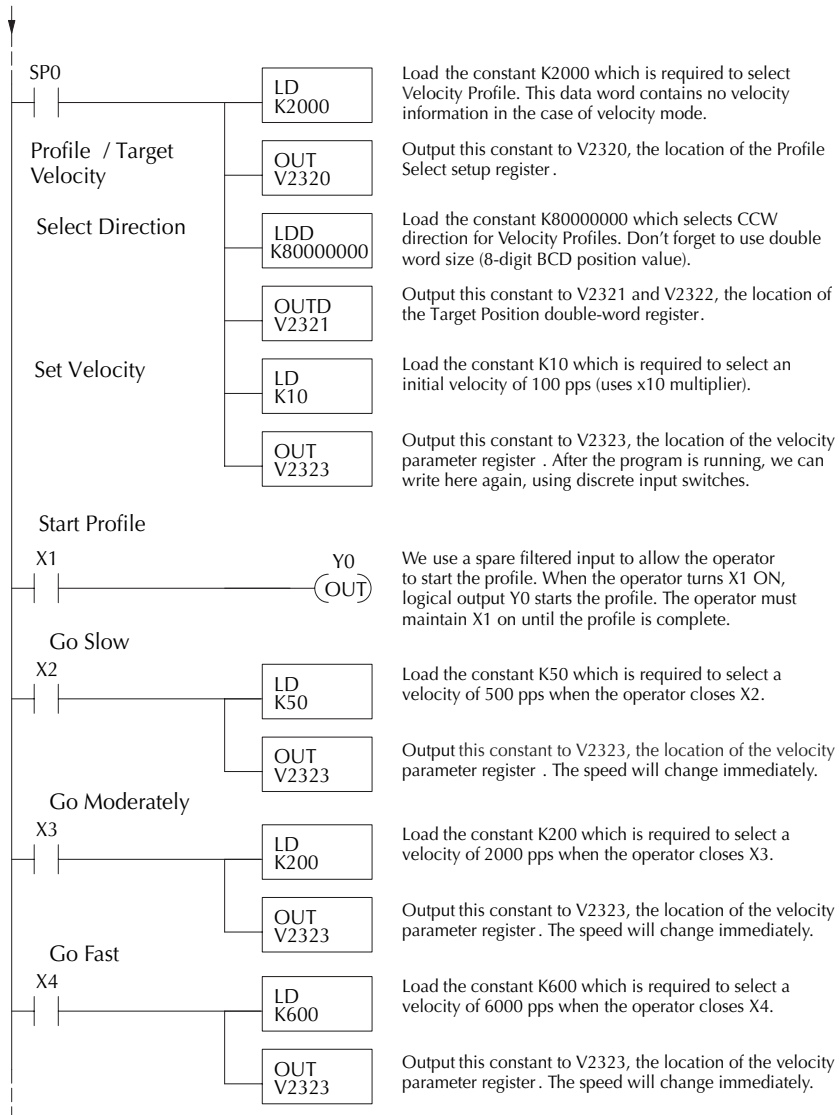 SP0
LD
K2000
Load the constant K2000 which is required to select
Velocity Profile. This data word contains no velocity
information in the case of velocity mode.
Profile / Target
Velocity
OUT
V2320
Output this constant to V2320, the location of the Profile
Select setup register.
Select Direction
LDD
K80000000
Load the constant K80000000 which selects CCW
direction for Velocity Profiles. Don't forget to use double
word size (8-digit BCD position value).
OUTD
V2321
Output this constant to V2321 and V2322, the location of
the Target Position double-word register.
Set Velocity
LD
K10
Load the constant K10 which is required to select an
initial velocity of 100 pps (uses x10 multiplier).
OUT
V2323
Output this constant to V2323, the location of the velocity
parameter register . After the program is running, we can
write here again, using discrete input switches.
Start Profile
X1
Y0
OUT
We use a spare filtered input to allow the operator
to start the profile. When the operator turns X1 ON,
logical output Y0 starts the profile. The operator must
maintain X1 on until the profile is complete.
Go Slow
X2
LD
K50
Load the constant K50 which is required to select a
velocity of 500 pps when the operator closes X2.
OUT
V2323
Output this constant to V2323, the location of the velocity
parameter register . The speed will change immediately.
Go Moderately
X3
LD
K200
Load the constant K200 which is required to select a
velocity of 2000 pps when the operator closes X3.
OUT
V2323
Output this constant to V2323, the location of the velocity
parameter register . The speed will change immediately.
Go Fast
X4
LD
K600
Load the constant K600 which is required to select a
velocity of 6000 pps when the operator closes X4.
OUT
V2323
Output this constant to V2323, the location of the velocity
parameter register . The speed will change immediately.